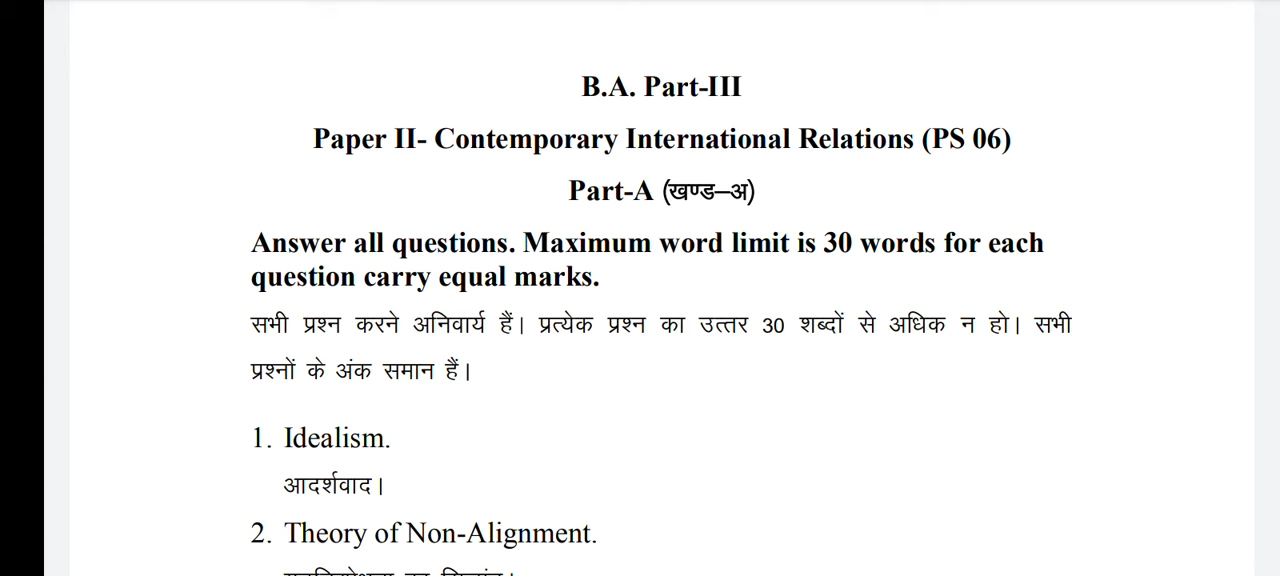 B.A. Part-III
Paper II- Contemporary International Relations (PS 06)
Part-A (खण्ड–अ)
Answer all questions. Maximum word limit is 30 words for each
question carry equal marks.
सभी प्रश्न करने अनिवार्य हैं। प्रत्येक प्रश्न का उत्तर 30 शब्दों से अधिक न हो। सभी
प्रश्नों के अंक समान हैं।
1. Idealism.
आदर्शवाद।
2. Theory of Non-Alignment.